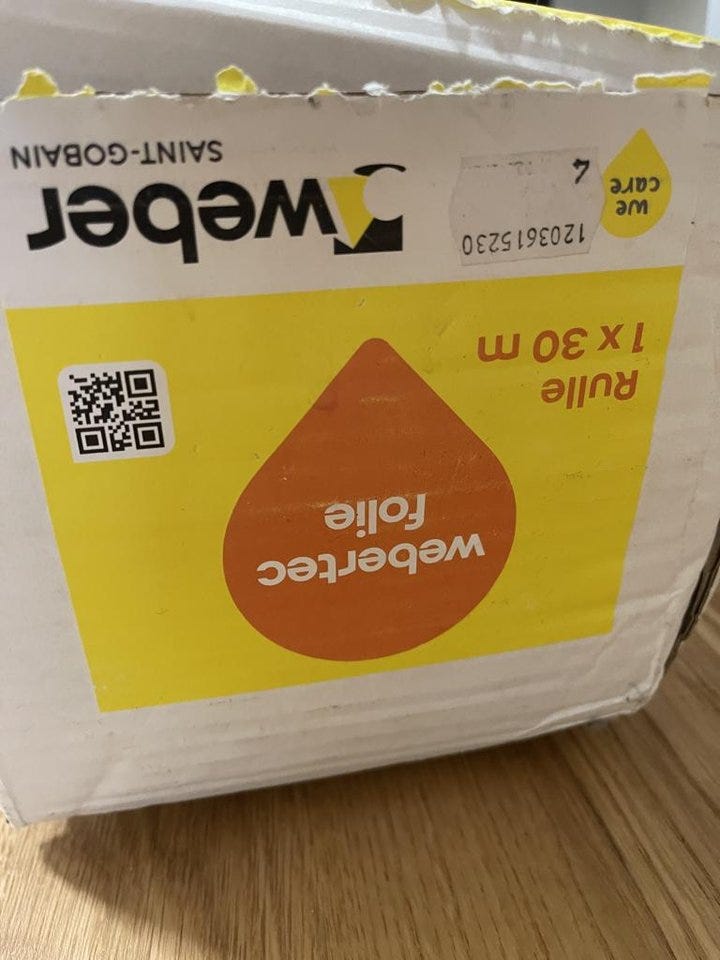 webertec
folie
Rulle
1 x 30 m
we
care
1203615230
4
weber
SAINT-GOBAIN